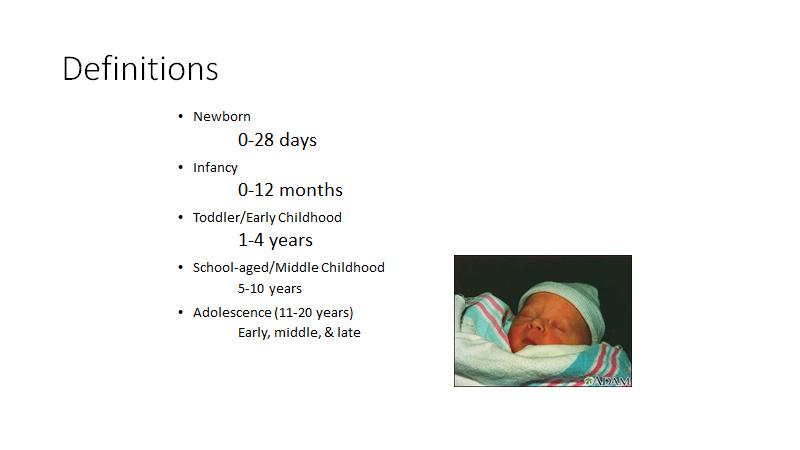 Definitions
• Newborn
0-28 days
• Infancy
0-12 months
• Toddler/Early Childhood
1-4 years
• School-aged/Middle Childhood
5-10 years
• Adolescence (11-20 years)
Early, middle, & late
ADAM